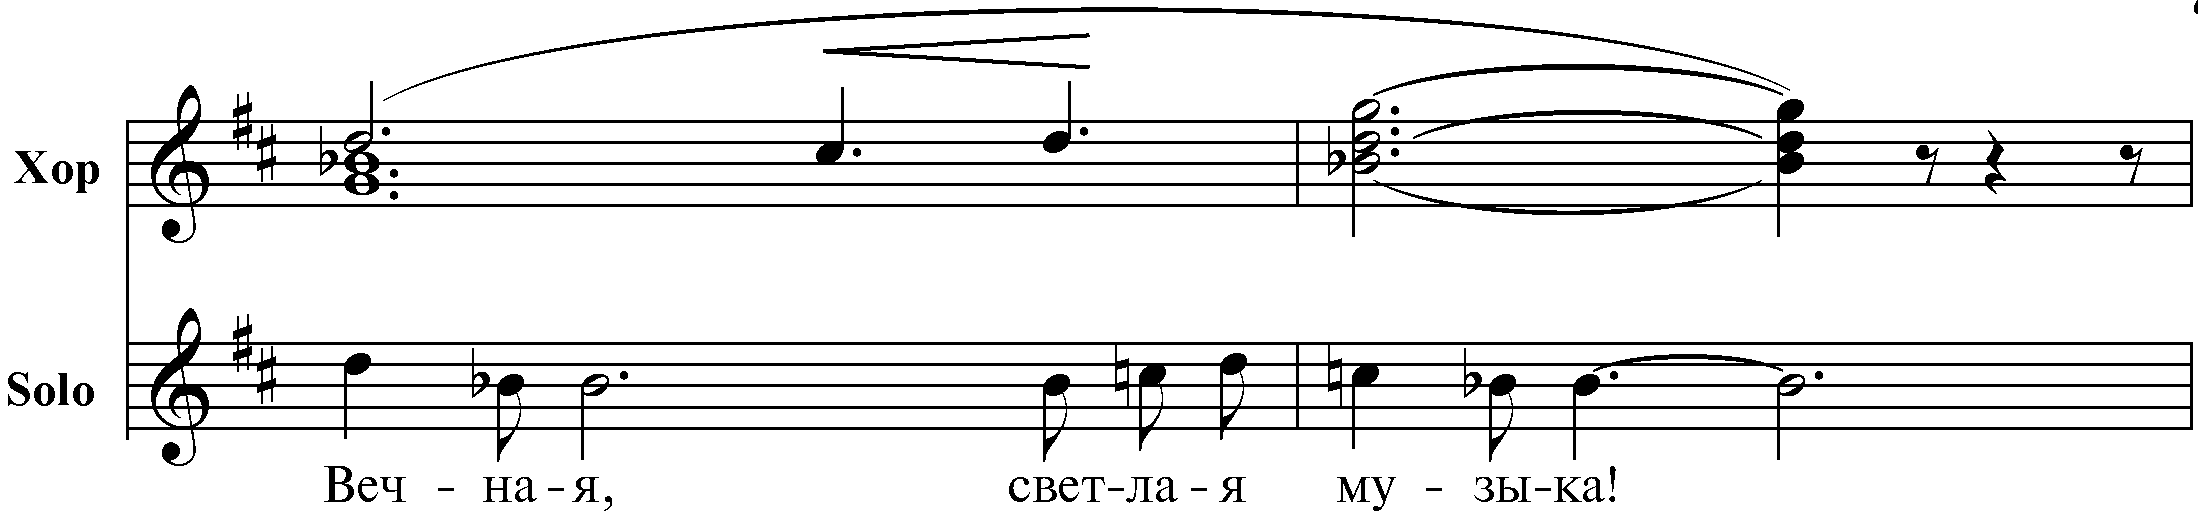 Хор
Solo
Веч - на - я, свет-ла - я му - зы-ка!